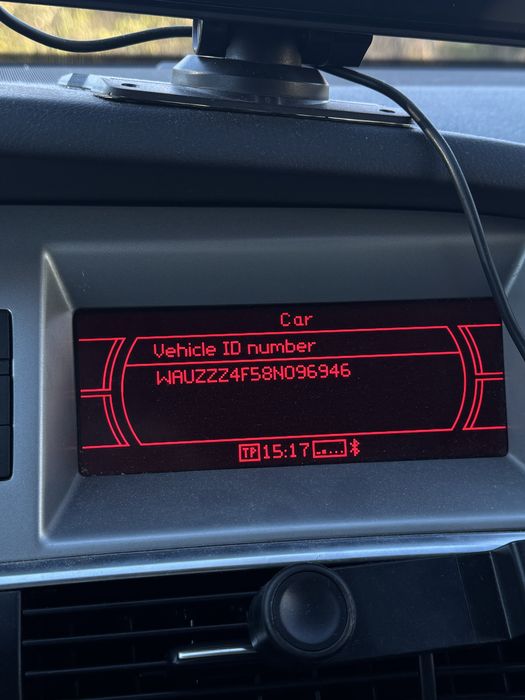 Car
Vehicle ID number
WAUZZZ4F58N096946
TP 15:17